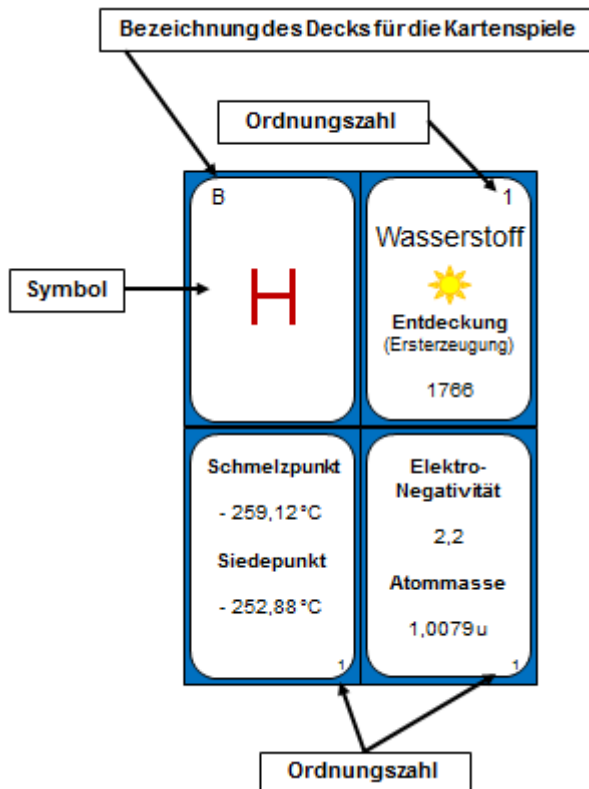 Bezeichnung des Decks für die Kartenspiele
Ordnungszahl
B
H
Symbol
1
Wasserstoff
Entdeckung
(Ersterzeugung)
1766
Schmelzpunkt
- 259,12°C
Siedepunkt
- 252,88°C
1
Elektro-
Negativität
2,2
Atommasse
1,0079u
1
Ordnungszahl